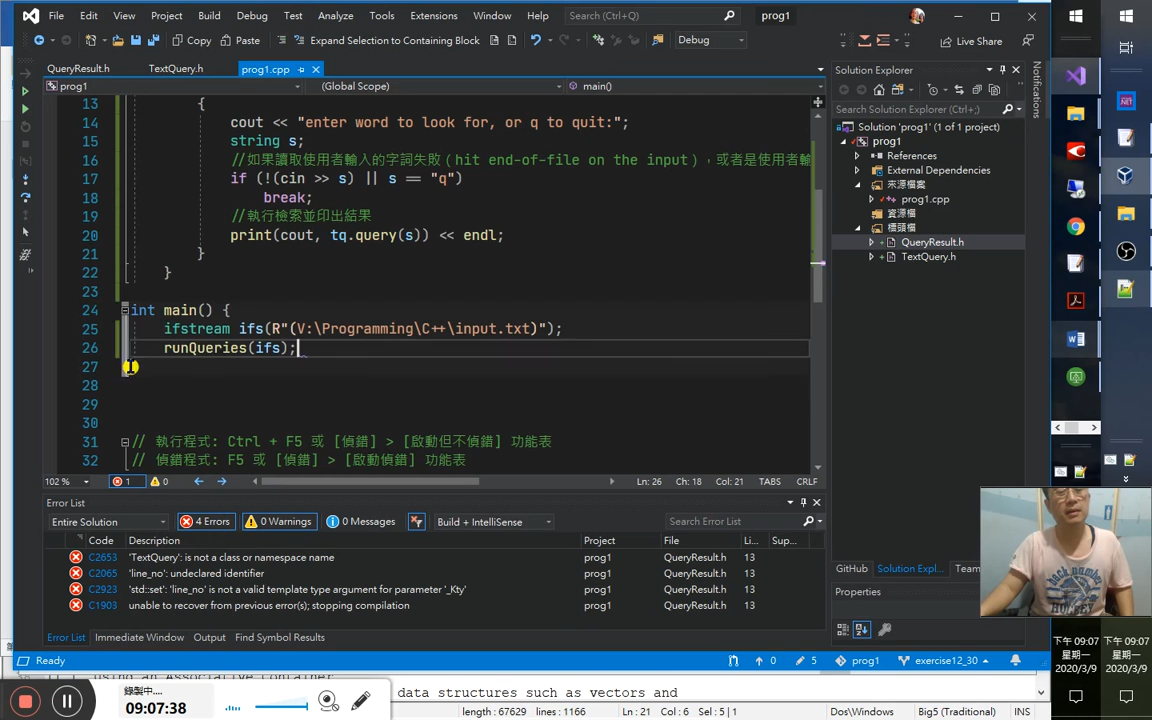 File Edit View Project Build Debug Test Analyze Tools Extensions Window Help Search (Ctrl+Q) prog1
Copy Paste Expand Selection to Containing Block Debug Live Share
QueryResult.h TextQuery.h prog1.cpp
prog1 (Global Scope) main()
13 {
14 cout << "enter word to look for, or q to quit:";
15 string s;
16 //如果讀取使用者輸入的字詞失敗（hit end-of-file on the input），或者是使用者輸
17 if (!(cin >> s) || s == "q")
18 break;
19 //執行檢索並印出結果
20 print(cout, tq.query(s)) << endl;
21 }
22 }
23
24 int main() {
25 ifstream ifs(R"(V:\Programming\C++\input.txt)");
26 runQueries(ifs);
27
28
29
30
31 // 執行程式: Ctrl + F5 或 [偵錯] > [啟動但不偵錯] 功能表
32 // 偵錯程式: F5 或 [偵錯] > [啟動偵錯] 功能表
102 % 1 0 Ln: 26 Ch: 18 Col: 21 TABS CRLF
Error List
Entire Solution 4 Errors 0 Warnings 0 Messages Build + IntelliSense Search Error List
Code Description Project File Li... Sup...
C2653 'TextQuery': is not a class or namespace name prog1 QueryResult.h 13
C2065 'line_no': undeclared identifier prog1 QueryResult.h 13
C2923 'std::set': 'line_no' is not a valid template type argument for parameter '_Kty' prog1 QueryResult.h 13
C1903 unable to recover from previous error(s); stopping compilation prog1 QueryResult.h 13
Error List Immediate Window Output Find Symbol Results
Solution Explorer
Search Solution Explorer (Ctrl+;)
Solution 'prog1' (1 of 1 project)
prog1
References
External Dependencies
來源檔案
prog1.cpp
資源檔
標頭檔
QueryResult.h
TextQuery.h
GitHub Solution Expl... Team
Properties
Notifications
Ready 0 5 prog1 exercise12_30
using an Associative Container
data structures such as vectors and
length : 67629 lines : 1166 Ln : 21 Col : 6 Sel : 5 | 1 Dos\Windows Big5 (Traditional) INS
錄製中...
09:07:38
.NET
下午 09:07
星期一
2020/3/9
下午 09:07
星期一
2020/3/9